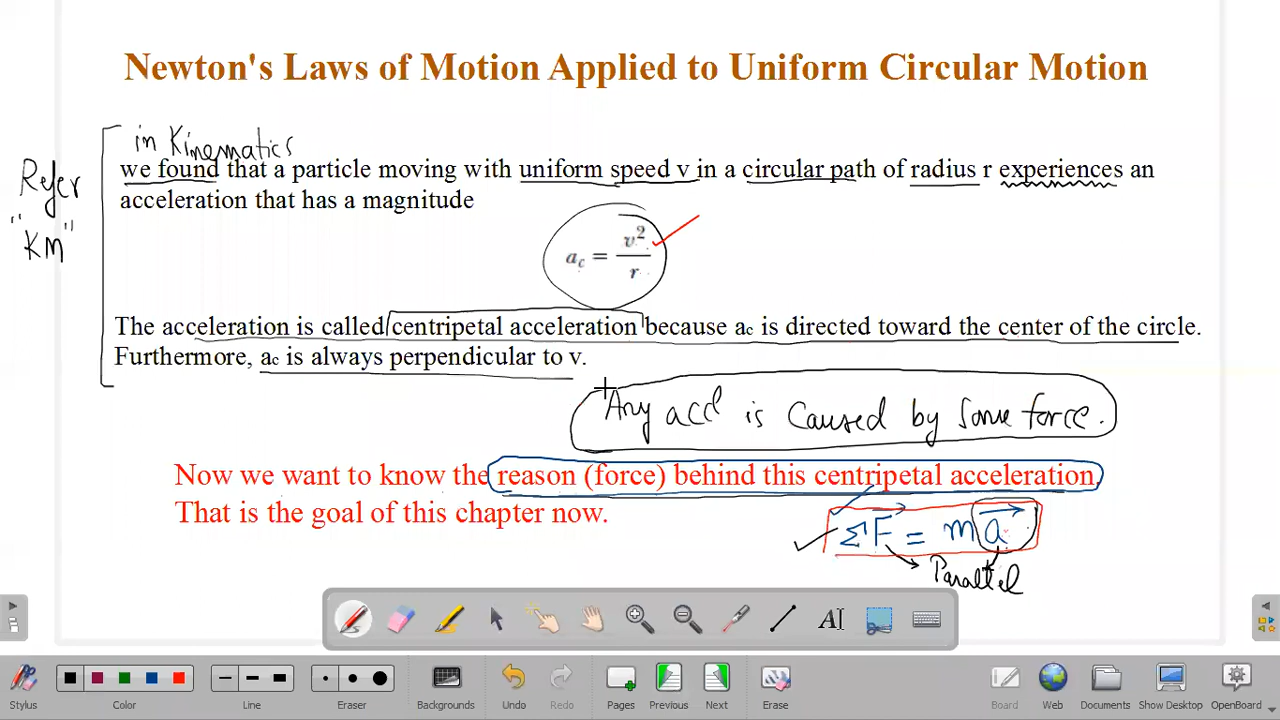 Newton's Laws of Motion Applied to Uniform Circular Motion
in Kinematics
we found that a particle moving with uniform speed v in a circular path of radius r experiences an
acceleration that has a magnitude
Refer
"KM"
a_c = v²/r
The acceleration is called centripetal acceleration because ac is directed toward the center of the circle.
Furthermore, ac is always perpendicular to v.
Any accl is caused by some force.
Now we want to know the reason (force) behind this centripetal acceleration.
That is the goal of this chapter now.
ΣF⃗ = ma⃗
Parallel
Stylus
Color
Line
Eraser
Backgrounds
Undo
Redo
Pages
Previous
Next
Erase
Board
Web
Documents
Show Desktop
OpenBoard